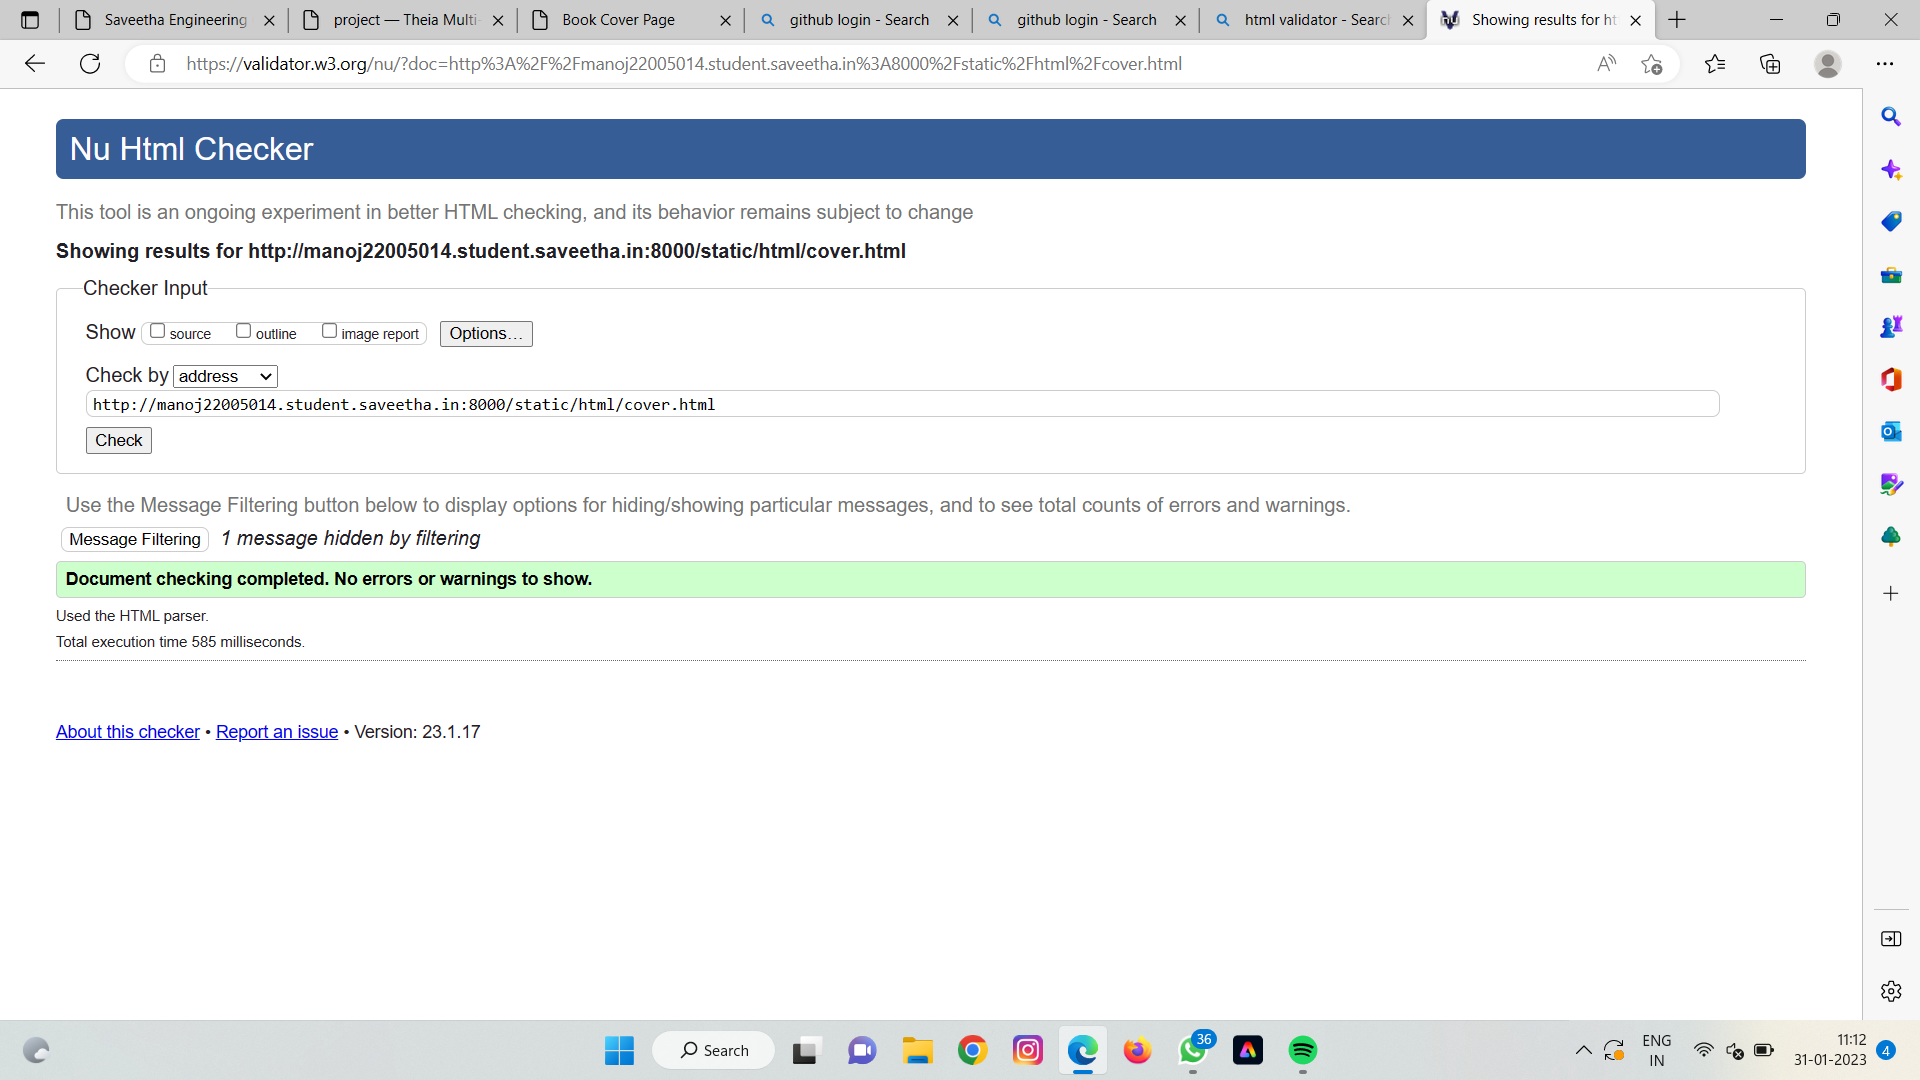 Saveetha Engineering
project — Theia Multi-
Book Cover Page
github login - Search
github login - Search
html validator - Search
Showing results for ht
https://validator.w3.org/nu/?doc=http%3A%2F%2Fmanoj22005014.student.saveetha.in%3A8000%2Fstatic%2Fhtml%2Fcover.html
Nu Html Checker
This tool is an ongoing experiment in better HTML checking, and its behavior remains subject to change
Showing results for http://manoj22005014.student.saveetha.in:8000/static/html/cover.html
Checker Input
Show source outline image report Options...
Check by address
http://manoj22005014.student.saveetha.in:8000/static/html/cover.html
Check
Use the Message Filtering button below to display options for hiding/showing particular messages, and to see total counts of errors and warnings.
Message Filtering 1 message hidden by filtering
Document checking completed. No errors or warnings to show.
Used the HTML parser.
Total execution time 585 milliseconds.
About this checker • Report an issue • Version: 23.1.17
Search
36
ENG
IN
11:12
31-01-2023
4